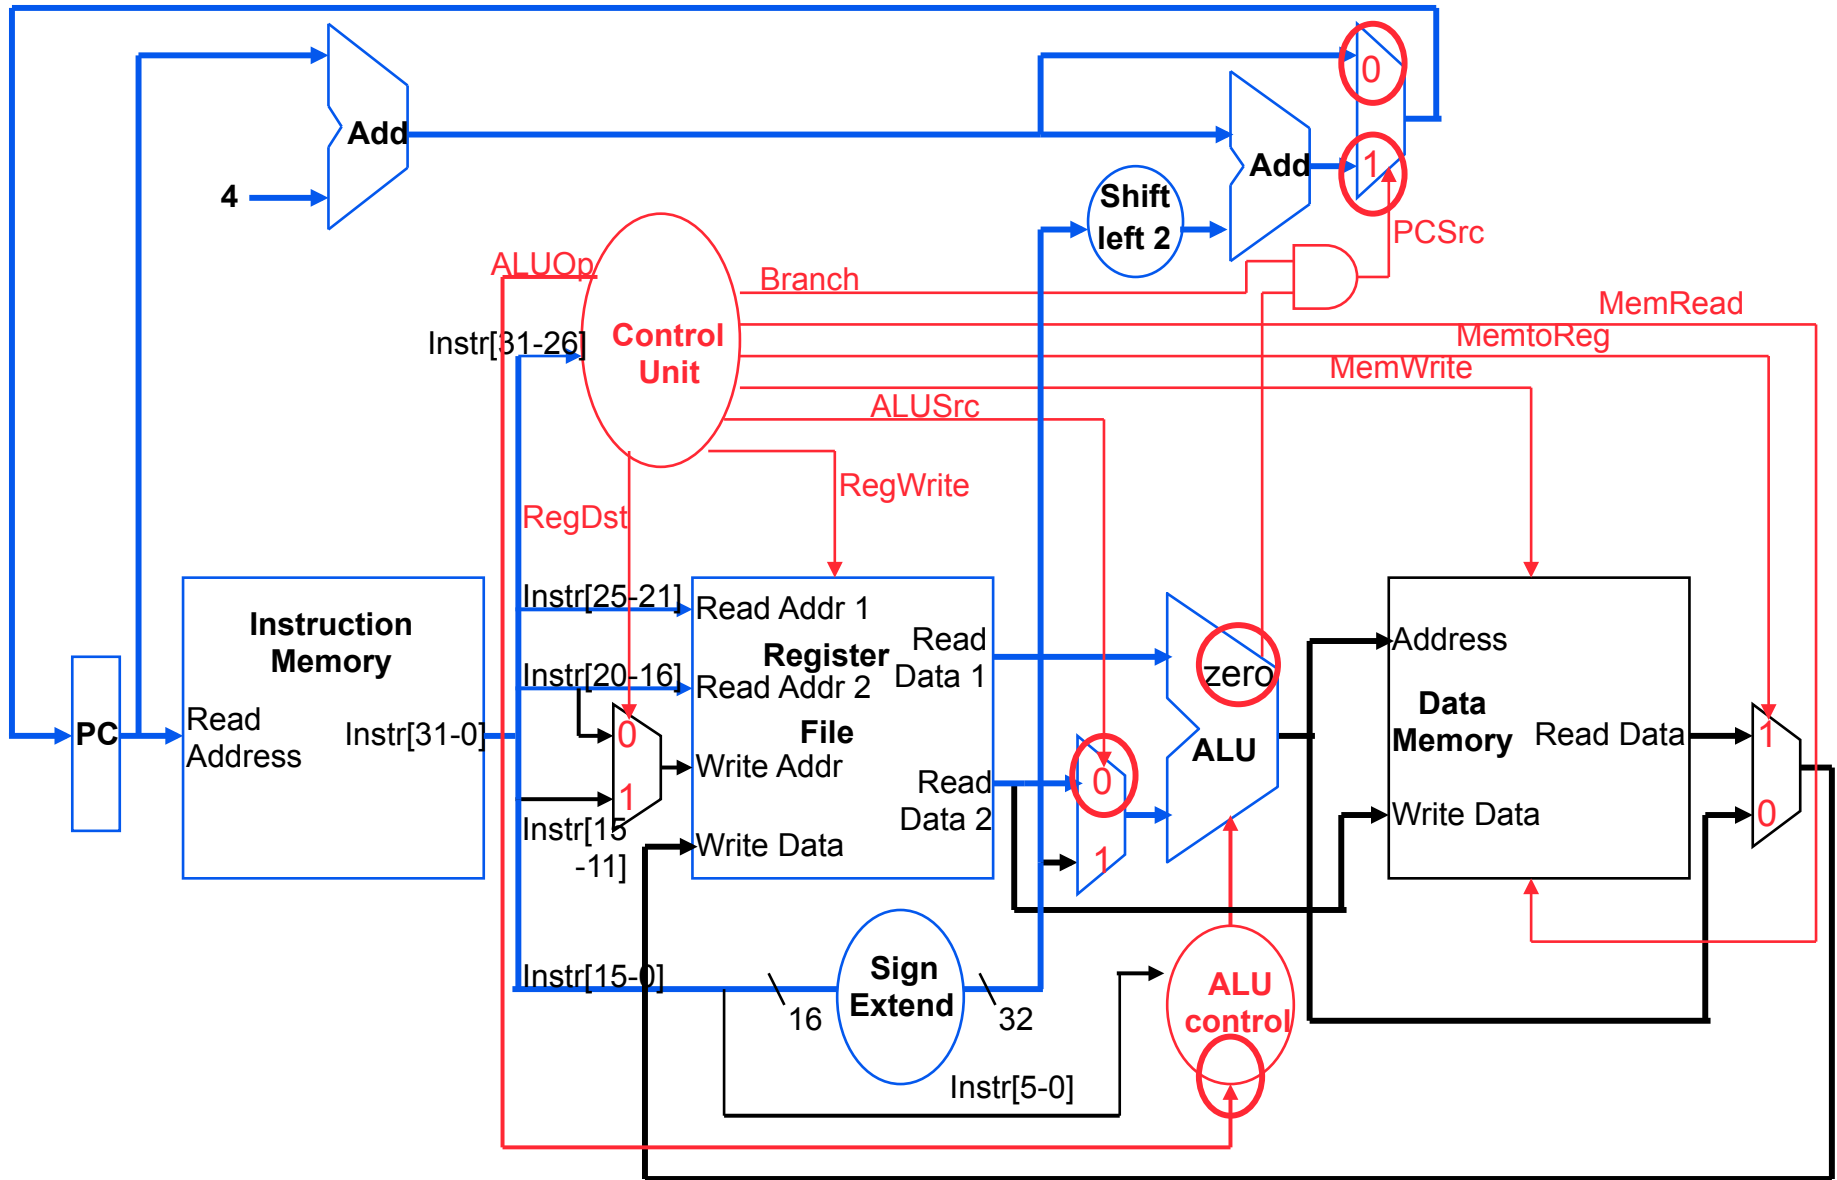 0
Add
1
Add
4
Shift
left 2
PCSrc
ALUOp
Branch
MemRead
Instr[31-26]
Control
Unit
MemtoReg
MemWrite
ALUSrc
RegWrite
RegDst
Instruction
Memory
Instr[25-21]
Read Addr 1
Register
Read
Data 1
zero
Address
Instr[20-16]
Read Addr 2
PC
Read
Address
Instr[31-0]
0
File
ALU
Data
Memory
Read Data
1
Write Addr
1
Read
Data 2
0
Write Data
0
Instr[15
-11]
Write Data
1
Instr[15-0]
16
Sign
Extend
32
ALU
control
Instr[5-0]